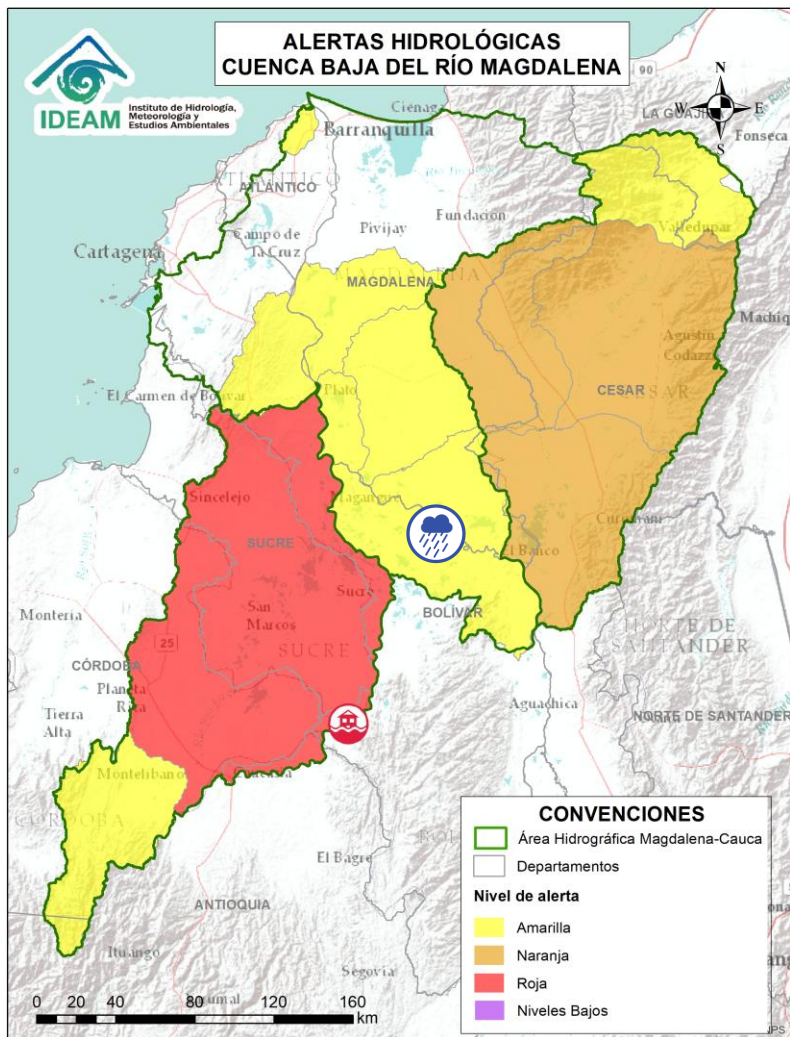 ALERTAS HIDROLÓGICAS
CUENCA BAJA DEL RÍO MAGDALENA
IDEAM
Instituto de Hidrología,
Meteorología y
Estudios Ambientales
N
W
E
S
90
Ciénaga
LA GUAJIRA
Barranquilla
Fonseca
ATLÁNTICO
Fundación
Pivijay
Valledupar
Campo de
la Cruz
Cartagena
MAGDALENA
Machiq
Agustín
Codazzi
El Carmen de Bolívar
Plato
CESAR
Sincelejo
Magangué
Curumaní
SUCRE
El Banco
Sucre
BOLÍVAR
San
Marcos
Montería
SUCRE
NORTE DE
SANTANDER
25
CÓRDOBA
Planeta
Rica
Aguachica
Tierra
Alta
NORTE DE SANTANDER
Montelíbano
Caucasia
CÓRDOBA
El Bagre
ANTIOQUIA
Ituango
Segovia
CONVENCIONES
Área Hidrográfica Magdalena-Cauca
Departamentos
Nivel de alerta
Amarilla
Naranja
Roja
Niveles Bajos
0 20 40 80 120 160
km